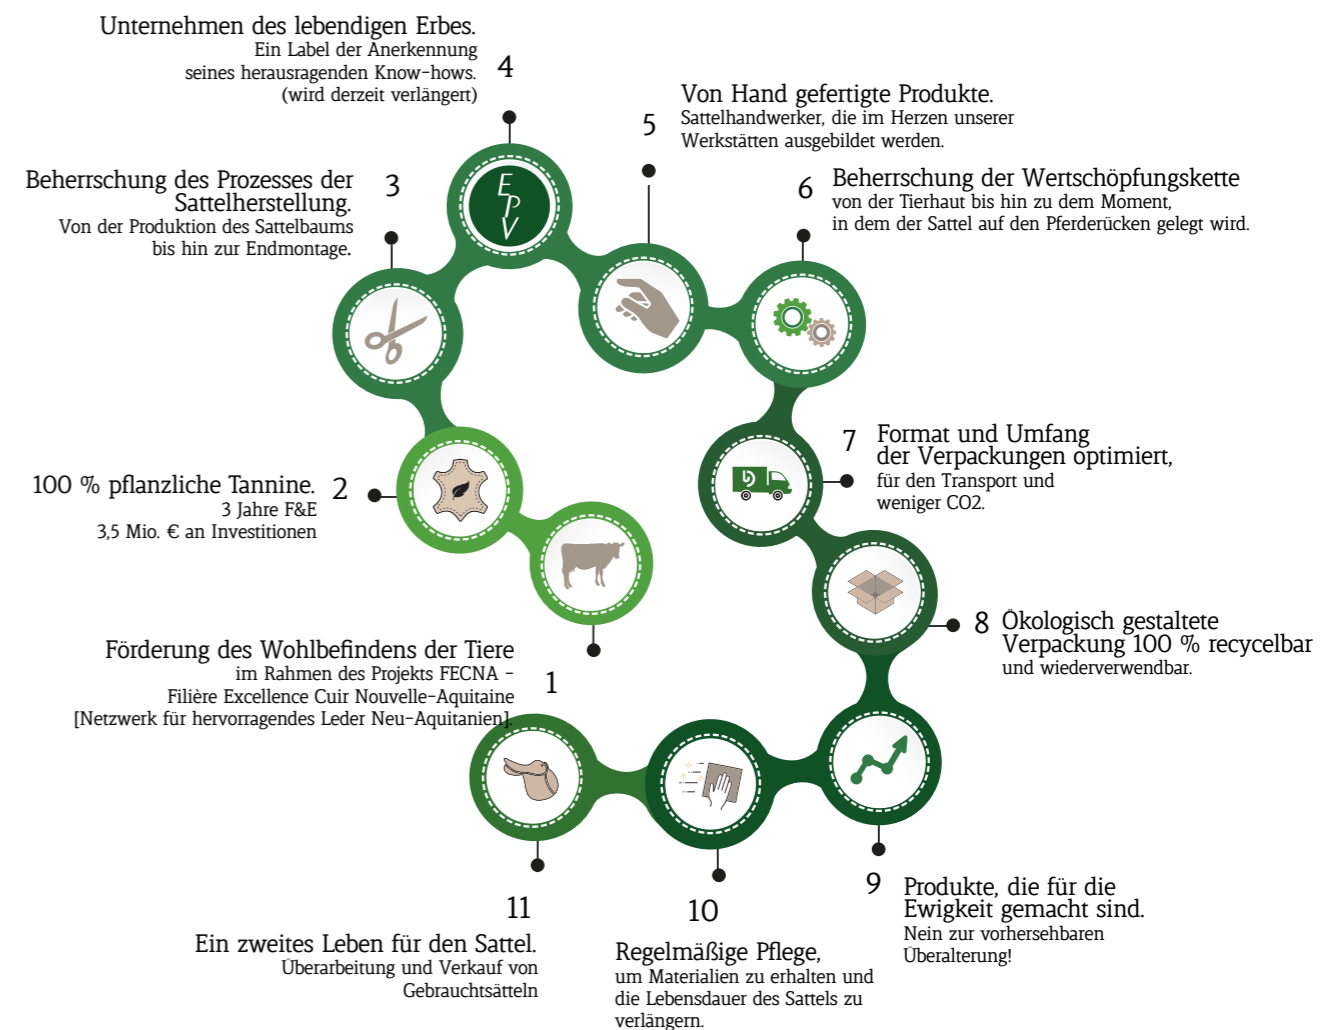 Unternehmen des lebendigen Erbes.
Ein Label der Anerkennung
seines herausragenden Know-hows.
(wird derzeit verlängert)
4
5
Von Hand gefertigte Produkte.
Sattelhandwerker, die im Herzen unserer
Werkstätten ausgebildet werden.
Beherrschung des Prozesses der
Sattelherstellung.
Von der Produktion des Sattelbaums
bis hin zur Endmontage.
3
EPV
6
Beherrschung der Wertschöpfungskette
von der Tierhaut bis hin zu dem Moment,
in dem der Sattel auf den Pferderücken gelegt wird.
100 % pflanzliche Tannine.
3 Jahre F&E
3,5 Mio. € an Investitionen
2
7
Format und Umfang
der Verpackungen optimiert,
für den Transport und
weniger CO2.
Förderung des Wohlbefindens der Tiere
im Rahmen des Projekts FECNA –
Filière Excellence Cuir Nouvelle-Aquitaine
[Netzwerk für hervorragendes Leder Neu-Aquitanien].
1
8
Ökologisch gestaltete
Verpackung 100 % recycelbar
und wiederverwendbar.
9
Produkte, die für die
Ewigkeit gemacht sind.
Nein zur vorhersehbaren
Überalterung!
10
Regelmäßige Pflege,
um Materialien zu erhalten und
die Lebensdauer des Sattels zu
verlängern.
11
Ein zweites Leben für den Sattel.
Überarbeitung und Verkauf von
Gebrauchtsätteln